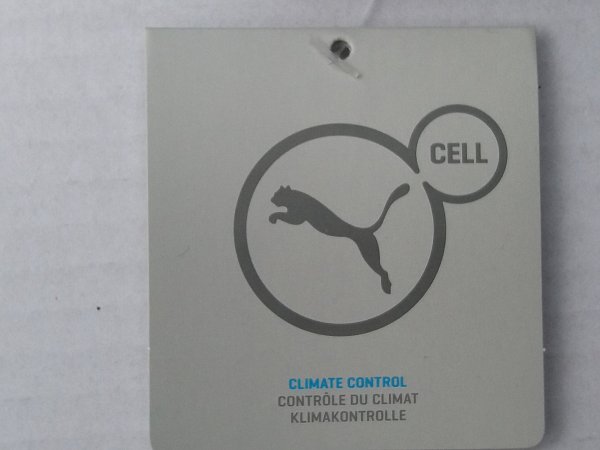 CELL
CLIMATE CONTROL
CONTRÔLE DU CLIMAT
KLIMAKONTROLLE